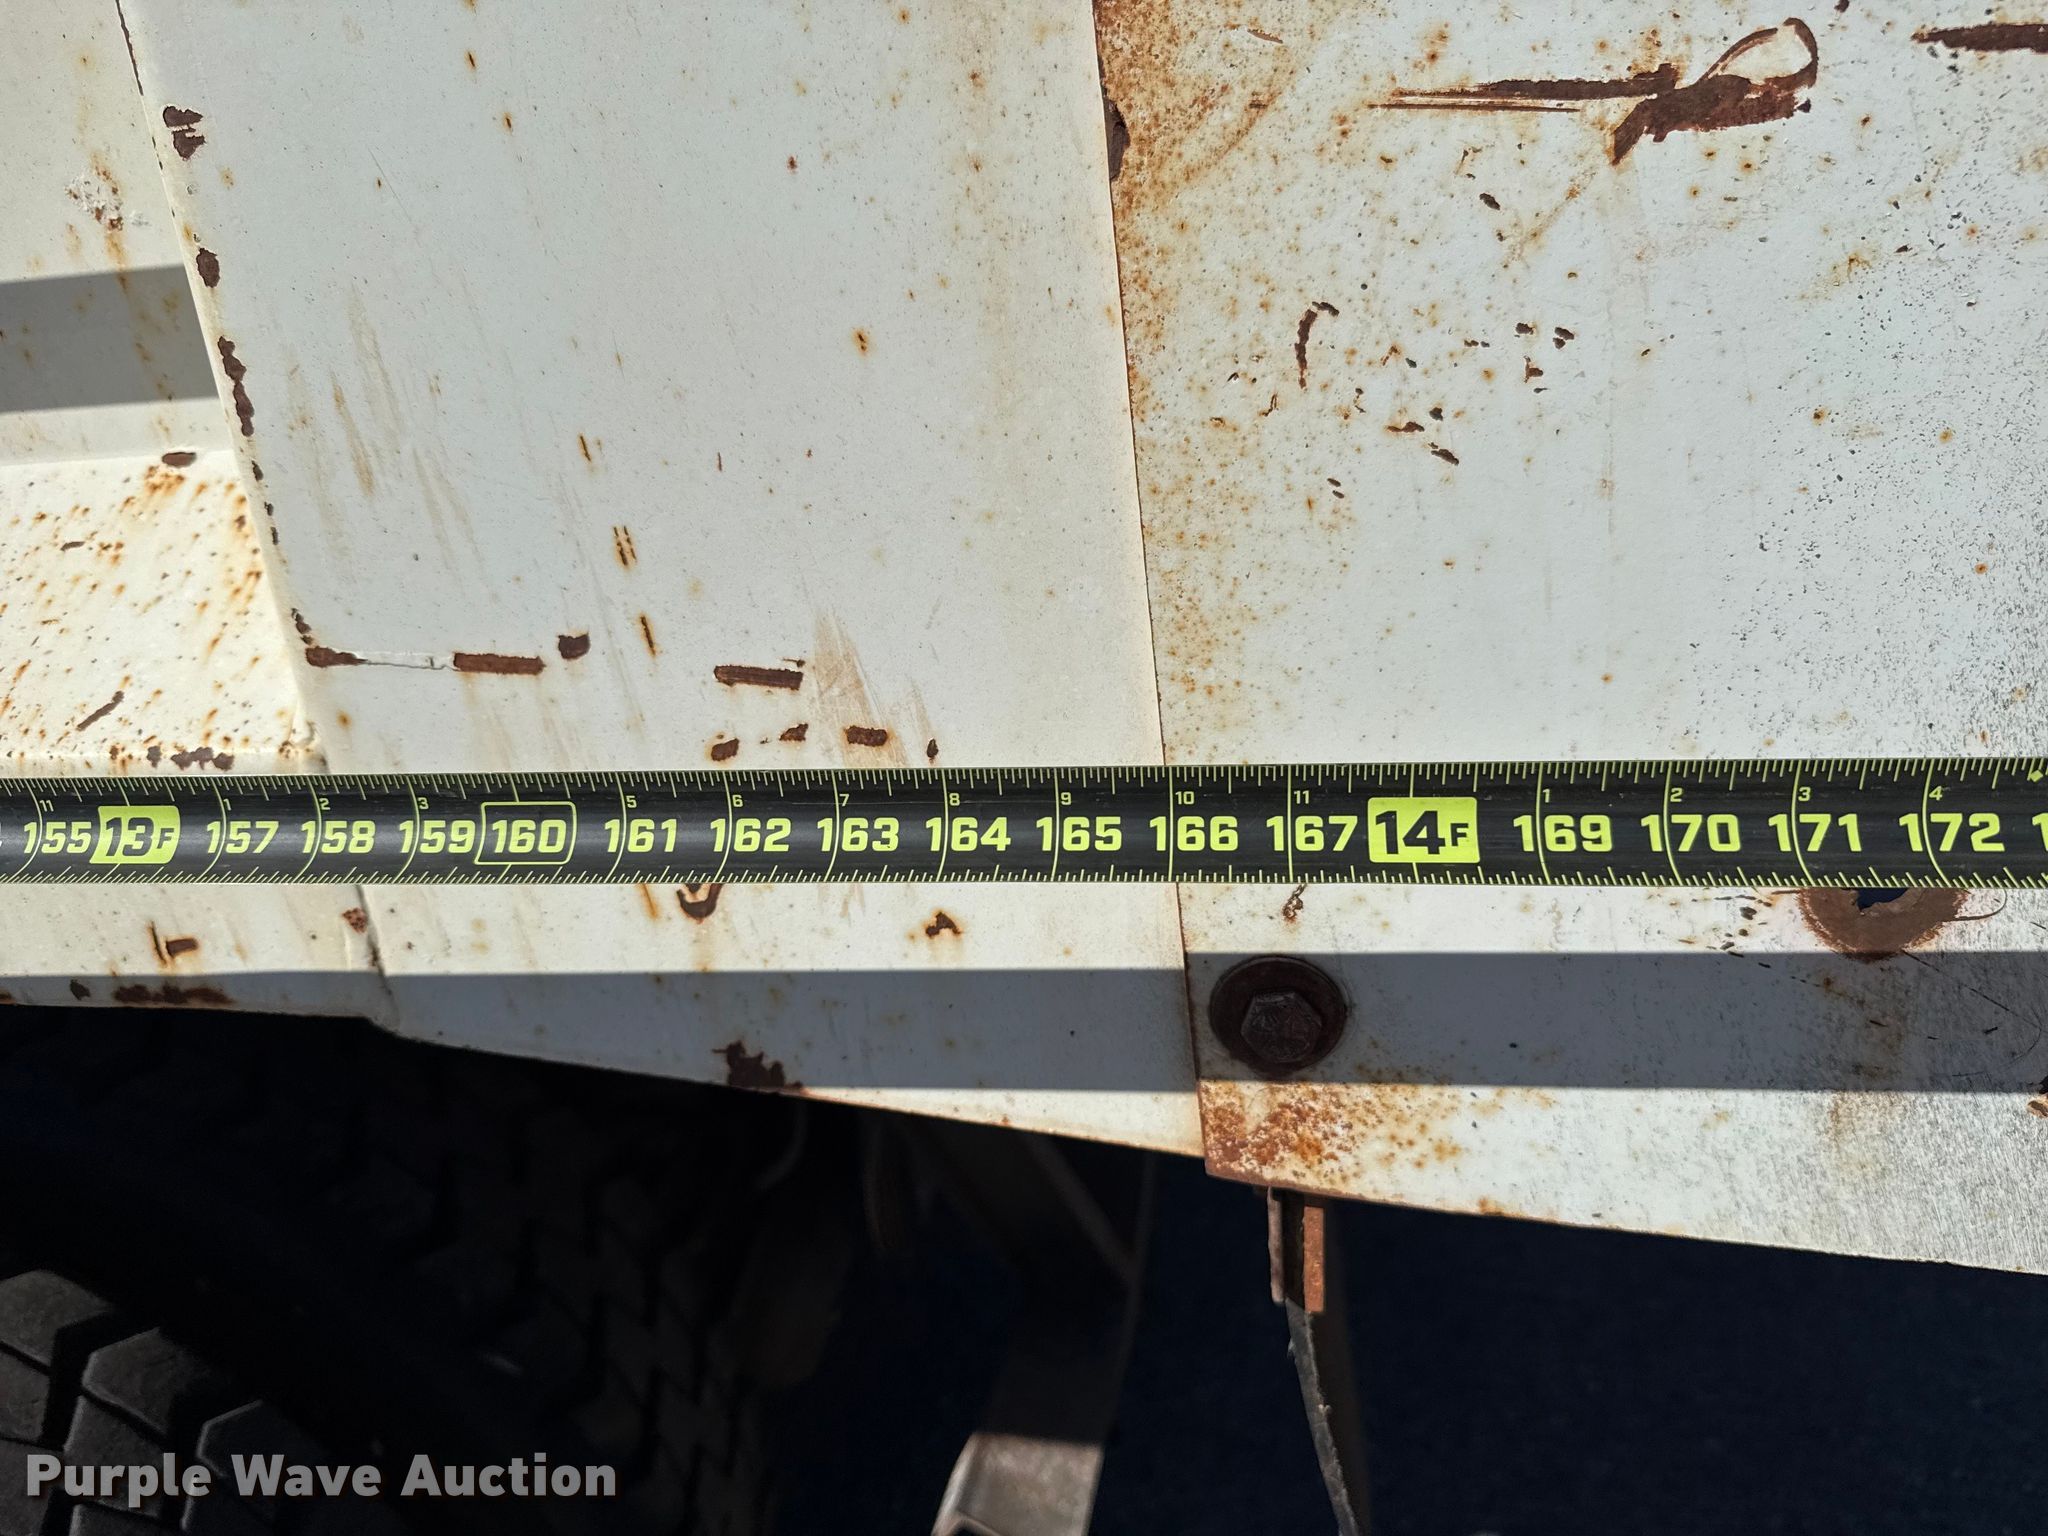 11 1 2 3 5 6 7 8 9 10 11 1 2 3 4
155 13F 157 158 159 160 161 162 163 164 165 166 167 14F 169 170 171 172
Purple Wave Auction